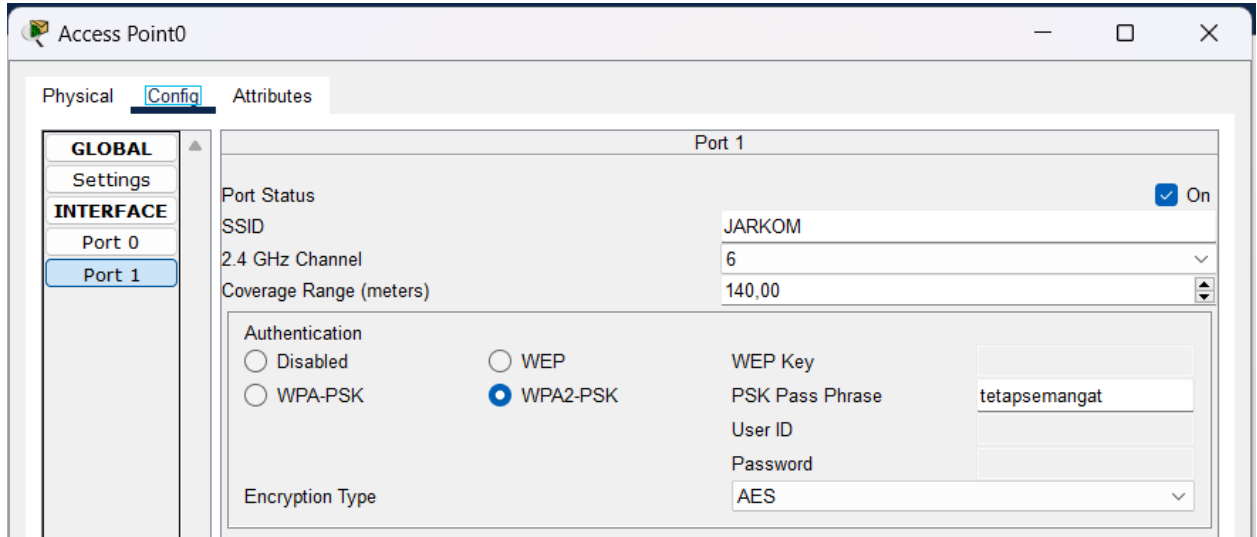 Access Point0
Physical Config Attributes
GLOBAL
Settings
INTERFACE
Port 0
Port 1
Port 1
Port Status On
SSID JARKOM
2.4 GHz Channel 6
Coverage Range (meters) 140,00
Authentication
Disabled WEP WEP Key
WPA-PSK WPA2-PSK PSK Pass Phrase tetapsemangat
User ID
Password
Encryption Type AES